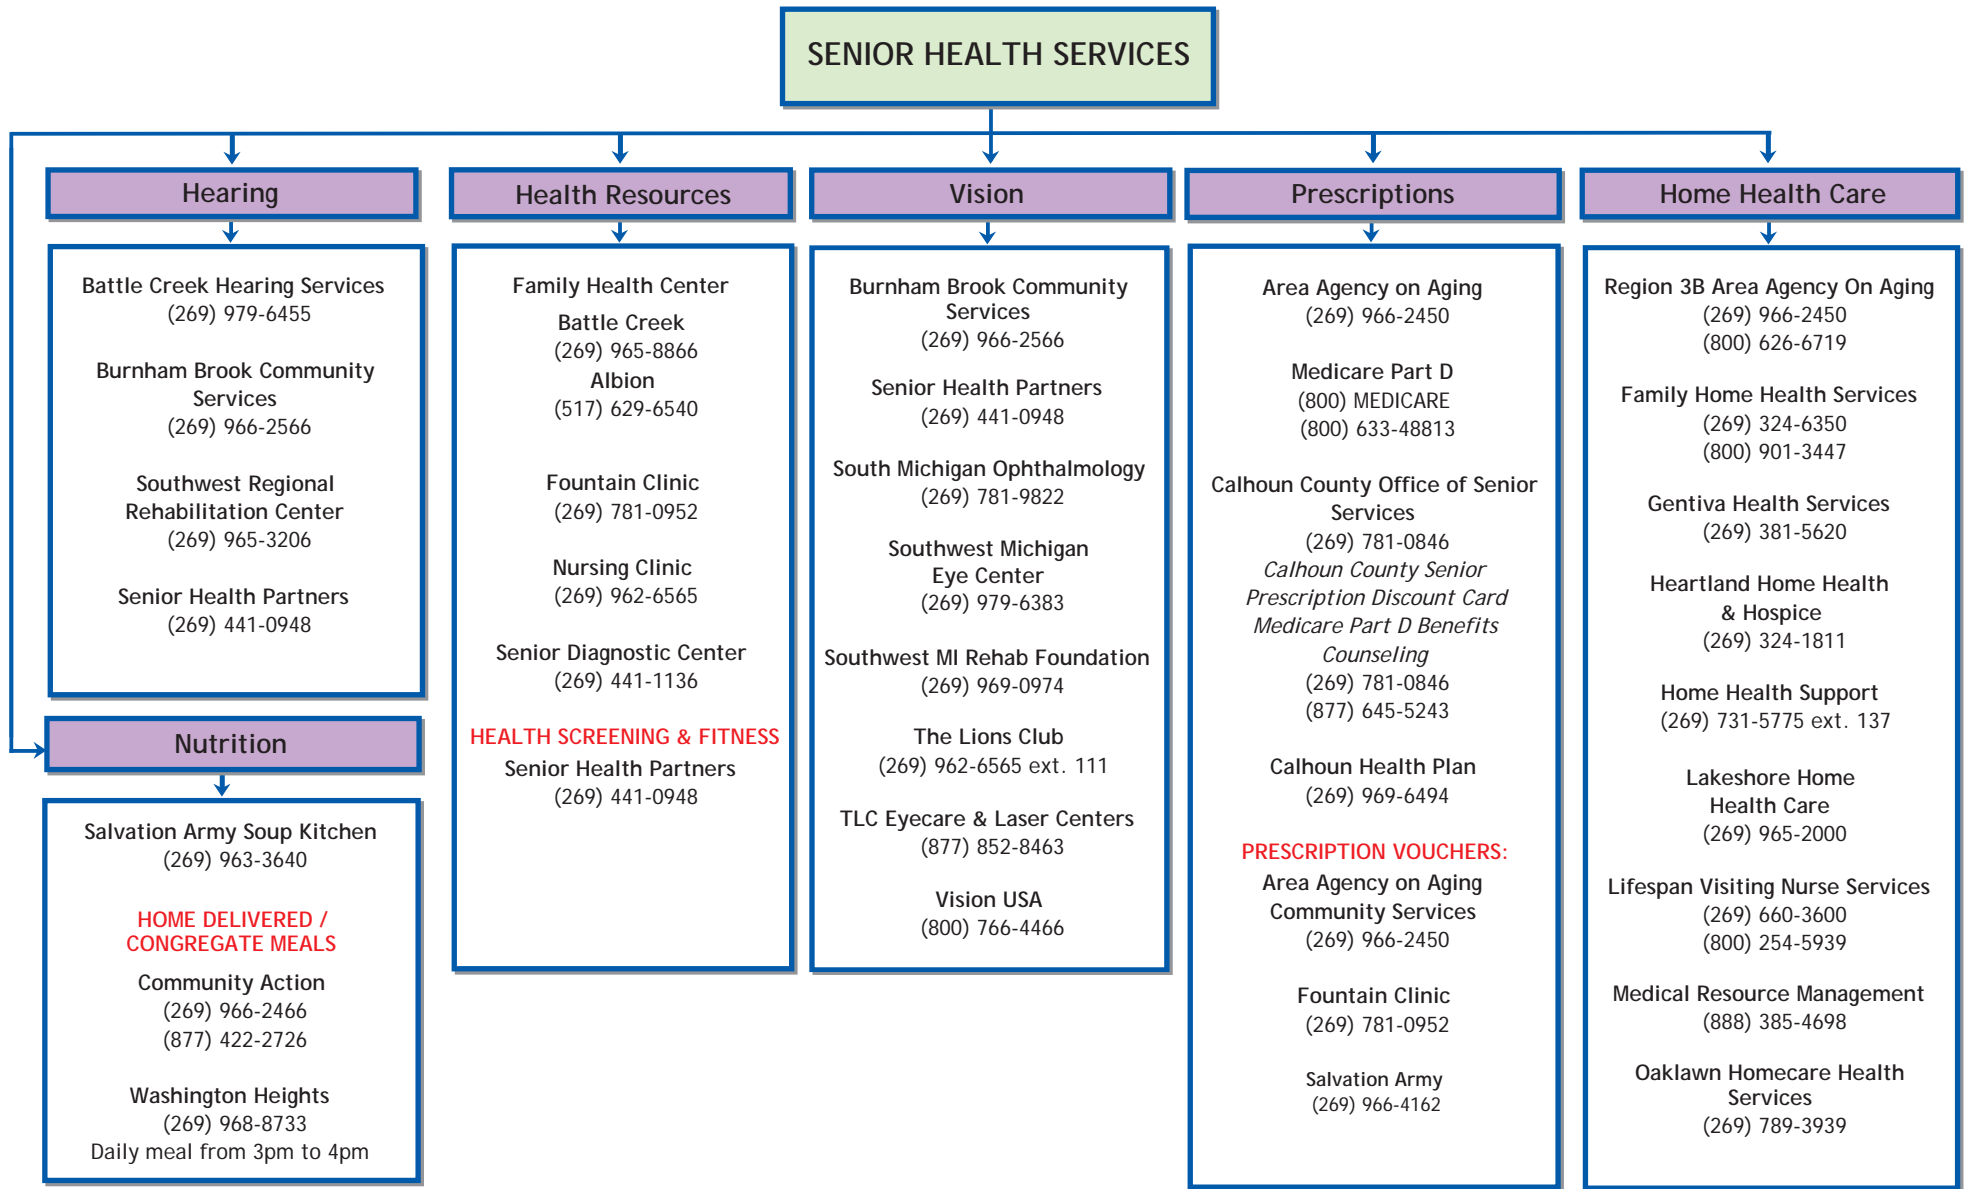 SENIOR HEALTH SERVICES
Hearing
Battle Creek Hearing Services
(269) 979-6455
Burnham Brook Community
Services
(269) 966-2566
Southwest Regional
Rehabilitation Center
(269) 965-3206
Senior Health Partners
(269) 441-0948
Nutrition
Salvation Army Soup Kitchen
(269) 963-3640
HOME DELIVERED /
CONGREGATE MEALS
Community Action
(269) 966-2466
(877) 422-2726
Washington Heights
(269) 968-8733
Daily meal from 3pm to 4pm
Health Resources
Family Health Center
Battle Creek
(269) 965-8866
Albion
(517) 629-6540
Fountain Clinic
(269) 781-0952
Nursing Clinic
(269) 962-6565
Senior Diagnostic Center
(269) 441-1136
HEALTH SCREENING & FITNESS
Senior Health Partners
(269) 441-0948
Vision
Burnham Brook Community
Services
(269) 966-2566
Senior Health Partners
(269) 441-0948
South Michigan Ophthalmology
(269) 781-9822
Southwest Michigan
Eye Center
(269) 979-6383
Southwest MI Rehab Foundation
(269) 969-0974
The Lions Club
(269) 962-6565 ext. 111
TLC Eyecare & Laser Centers
(877) 852-8463
Vision USA
(800) 766-4466
Prescriptions
Area Agency on Aging
(269) 966-2450
Medicare Part D
(800) MEDICARE
(800) 633-48813
Calhoun County Office of Senior
Services
(269) 781-0846
Calhoun County Senior
Prescription Discount Card
Medicare Part D Benefits
Counseling
(269) 781-0846
(877) 645-5243
Calhoun Health Plan
(269) 969-6494
PRESCRIPTION VOUCHERS:
Area Agency on Aging
Community Services
(269) 966-2450
Fountain Clinic
(269) 781-0952
Salvation Army
(269) 966-4162
Home Health Care
Region 3B Area Agency On Aging
(269) 966-2450
(800) 626-6719
Family Home Health Services
(269) 324-6350
(800) 901-3447
Gentiva Health Services
(269) 381-5620
Heartland Home Health
& Hospice
(269) 324-1811
Home Health Support
(269) 731-5775 ext. 137
Lakeshore Home
Health Care
(269) 965-2000
Lifespan Visiting Nurse Services
(269) 660-3600
(800) 254-5939
Medical Resource Management
(888) 385-4698
Oaklawn Homecare Health
Services
(269) 789-3939